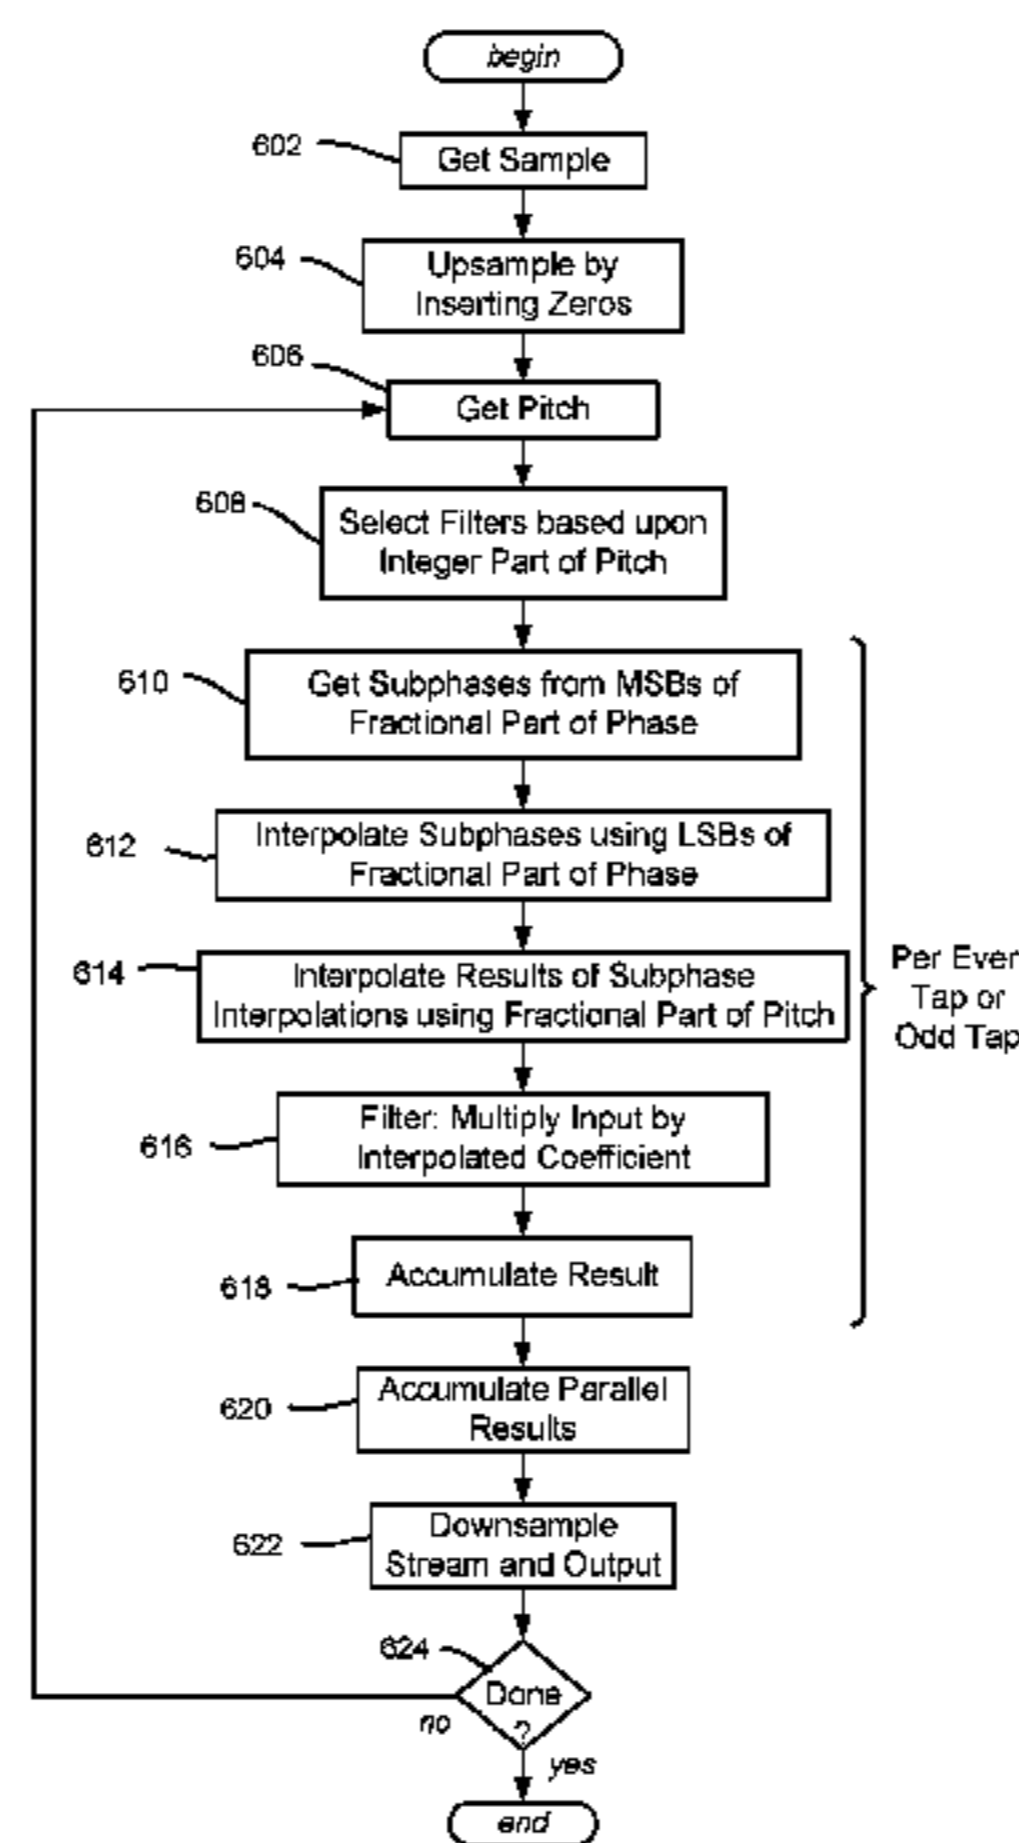 begin
602
Get Sample
604
Upsample by
Inserting Zeros
606
Get Pitch
608
Select Filters based upon
Integer Part of Pitch
610
Get Subphases from MSBs of
Fractional Part of Phase
612
Interpolate Subphases using LSBs of
Fractional Part of Phase
614
Interpolate Results of Subphase
Interpolations using Fractional Part of Pitch
Per Ever
Tap or
Odd Tap
616
Filter: Multiply Input by
Interpolated Coefficient
618
Accumulate Result
620
Accumulate Parallel
Results
622
Downsample
Stream and Output
624
Done
?
no
yes
end